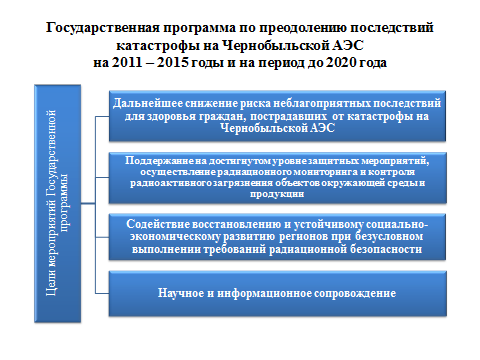 Государственная программа по преодолению последствий
катастрофы на Чернобыльской АЭС
на 2011 – 2015 годы и на период до 2020 года
Цели мероприятий Государственной
программы
Дальнейшее снижение риска неблагоприятных последствий
для здоровья граждан, пострадавших от катастрофы на
Чернобыльской АЭС
Поддержание на достигнутом уровне защитных мероприятий,
осуществление радиационного мониторинга и контроля
радиоактивного загрязнения объектов окружающей среды и
продукции
Содействие восстановлению и устойчивому социально-
экономическому развитию регионов при безусловном
выполнении требований радиационной безопасности
Научное и информационное сопровождение